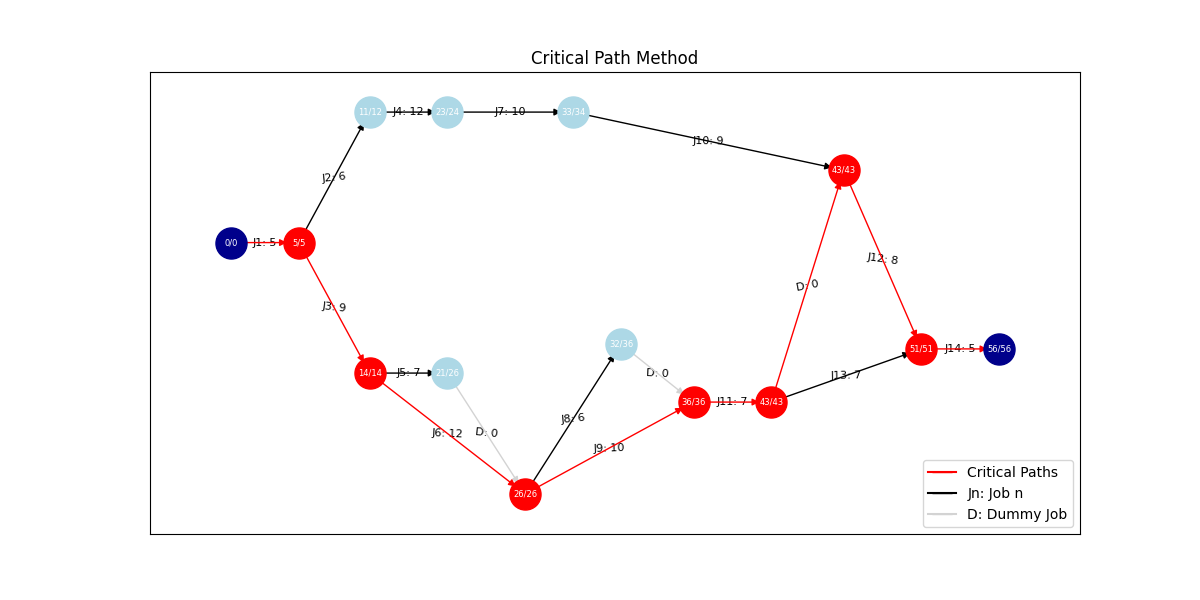 Critical Path Method
11/12
J4: 12
23/24
J7: 10
33/34
J10: 9
43/43
J2: 6
0/0
J1: 5
5/5
J12: 8
D: 0
J3: 9
32/36
51/51
J14: 5
56/56
14/14
J5: 7
21/26
D: 0
J13: 7
36/36
J11: 7
43/43
J8: 6
J6: 12
D: 0
J9: 10
26/26
Critical Paths
Jn: Job n
D: Dummy Job